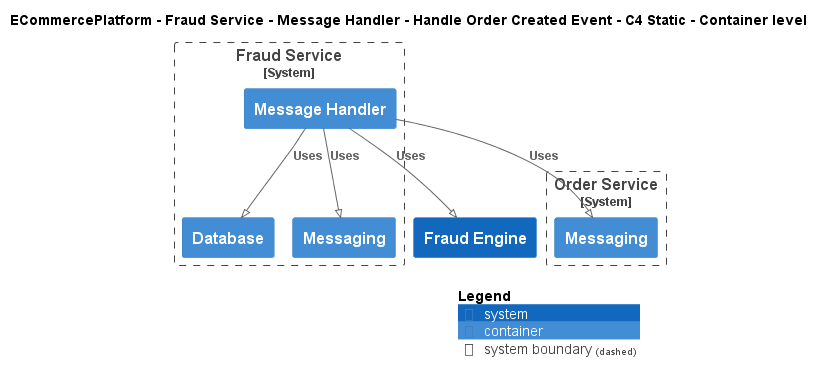 ECommercePlatform - Fraud Service - Message Handler - Handle Order Created Event - C4 Static - Container level
Fraud Service
[System]
Message Handler
Uses
Uses
Uses
Uses
Order Service
[System]
Database
Messaging
Fraud Engine
Messaging
Legend
system
container
system boundary (dashed)